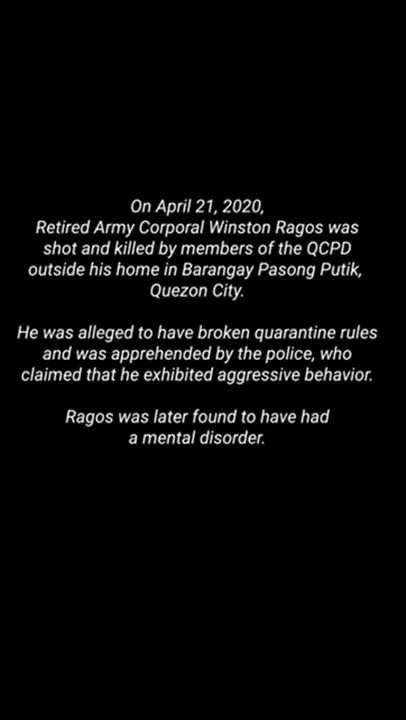 On April 21, 2020,
Retired Army Corporal Winston Ragos was
shot and killed by members of the QCPD
outside his home in Barangay Pasong Putik,
Quezon City.
He was alleged to have broken quarantine rules
and was apprehended by the police, who
claimed that he exhibited aggressive behavior.
Ragos was later found to have had
a mental disorder.